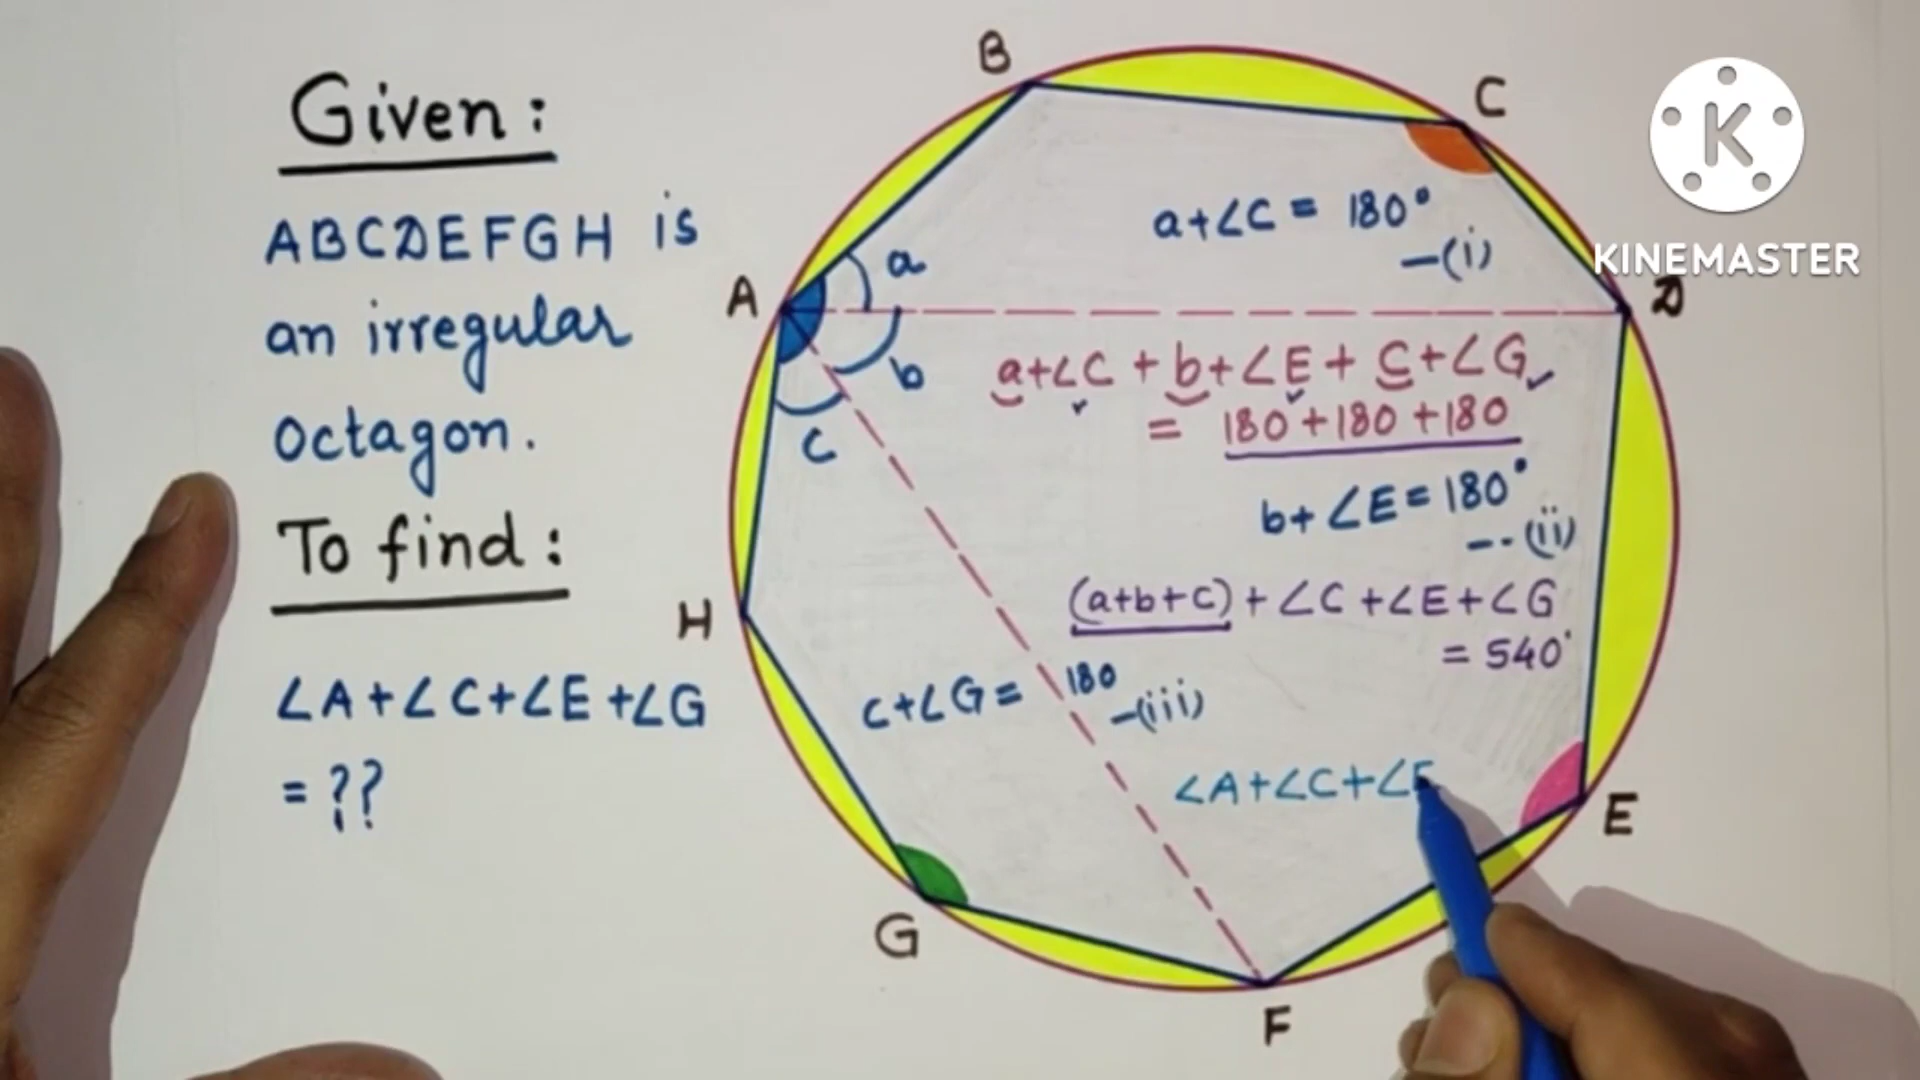 Given:
ABCDEFGH is
an irregular
Octagon.
To find:
∠A+∠C+∠E+∠G
= ??
B
C
a+∠C = 180°
-(i)
A
a
D
b
a+∠C + b+∠E + C+∠G
= 180+180+180
c
b+∠E=180°
--(ii)
(a+b+c)+∠C+∠E+∠G
= 540°
H
c+∠G= 180
-(iii)
∠A+∠C+∠E
E
G
F
K
KINEMASTER